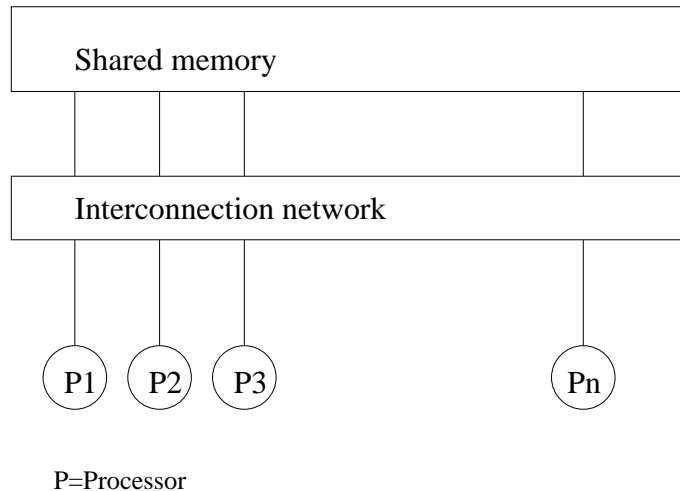 Shared memory
Interconnection network
P1 P2 P3 Pn
P=Processor